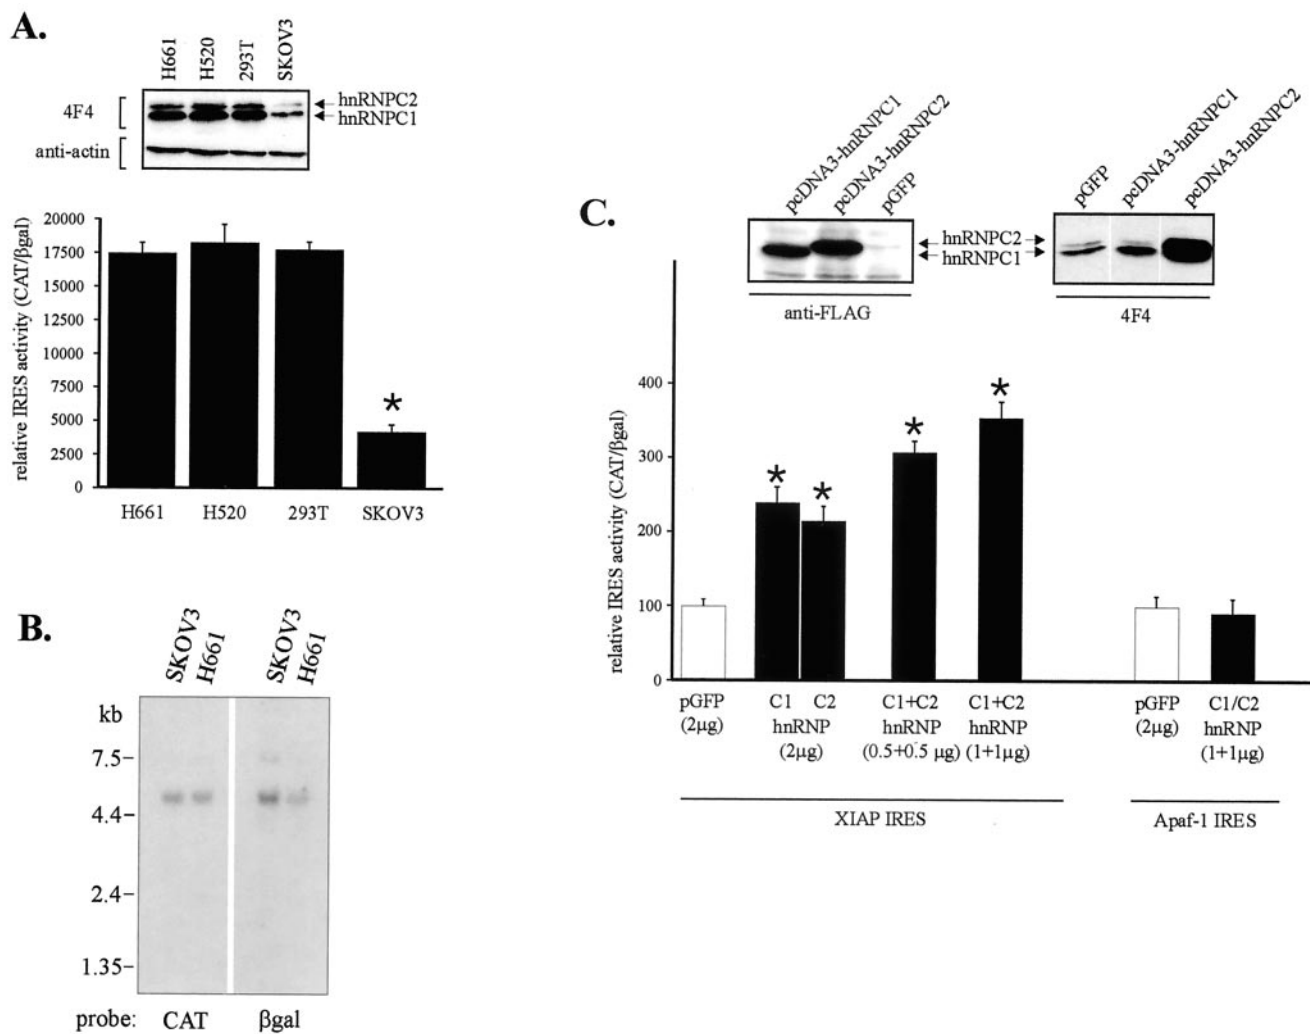 A.
H661
H520
293T
SKOV3
4F4
hnRNPC2
hnRNPC1
anti-actin
relative IRES activity (CAT/βgal)
20000
17500
15000
12500
10000
7500
5000
2500
0
*
H661 H520 293T SKOV3
B.
SKOV3
H661
SKOV3
H661
kb
7.5
4.4
2.4
1.35
probe: CAT βgal
C.
pcDNA3-hnRNPC1
pcDNA3-hnRNPC2
pGFP
pGFP
pcDNA3-hnRNPC1
pcDNA3-hnRNPC2
hnRNPC2
hnRNPC1
anti-FLAG
4F4
relative IRES activity (CAT/βgal)
400
300
200
100
0
* * * *
pGFP C1 C2 C1+C2 C1+C2 pGFP C1/C2
(2μg) hnRNP hnRNP hnRNP (2μg) hnRNP
(2μg) (0.5+0.5 μg) (1+1μg) (1+1μg)
XIAP IRES Apaf-1 IRES